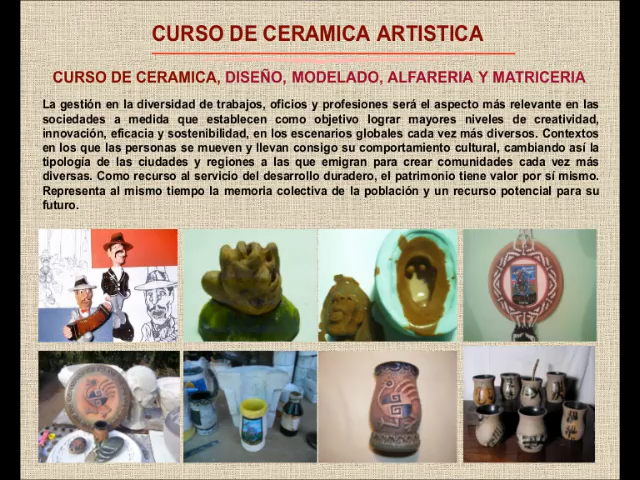 CURSO DE CERAMICA ARTISTICA
CURSO DE CERAMICA, DISEÑO, MODELADO, ALFARERIA Y MATRICERIA
La gestión en la diversidad de trabajos, oficios y profesiones será el aspecto más relevante en las
sociedades a medida que establecen como objetivo lograr mayores niveles de creatividad,
innovación, eficacia y sostenibilidad, en los escenarios globales cada vez más diversos. Contextos
en los que las personas se mueven y llevan consigo su comportamiento cultural, cambiando así la
tipología de las ciudades y regiones a las que emigran para crear comunidades cada vez más
diversas. Como recurso al servicio del desarrollo duradero, el patrimonio tiene valor por sí mismo.
Representa al mismo tiempo la memoria colectiva de la población y un recurso potencial para su
futuro.